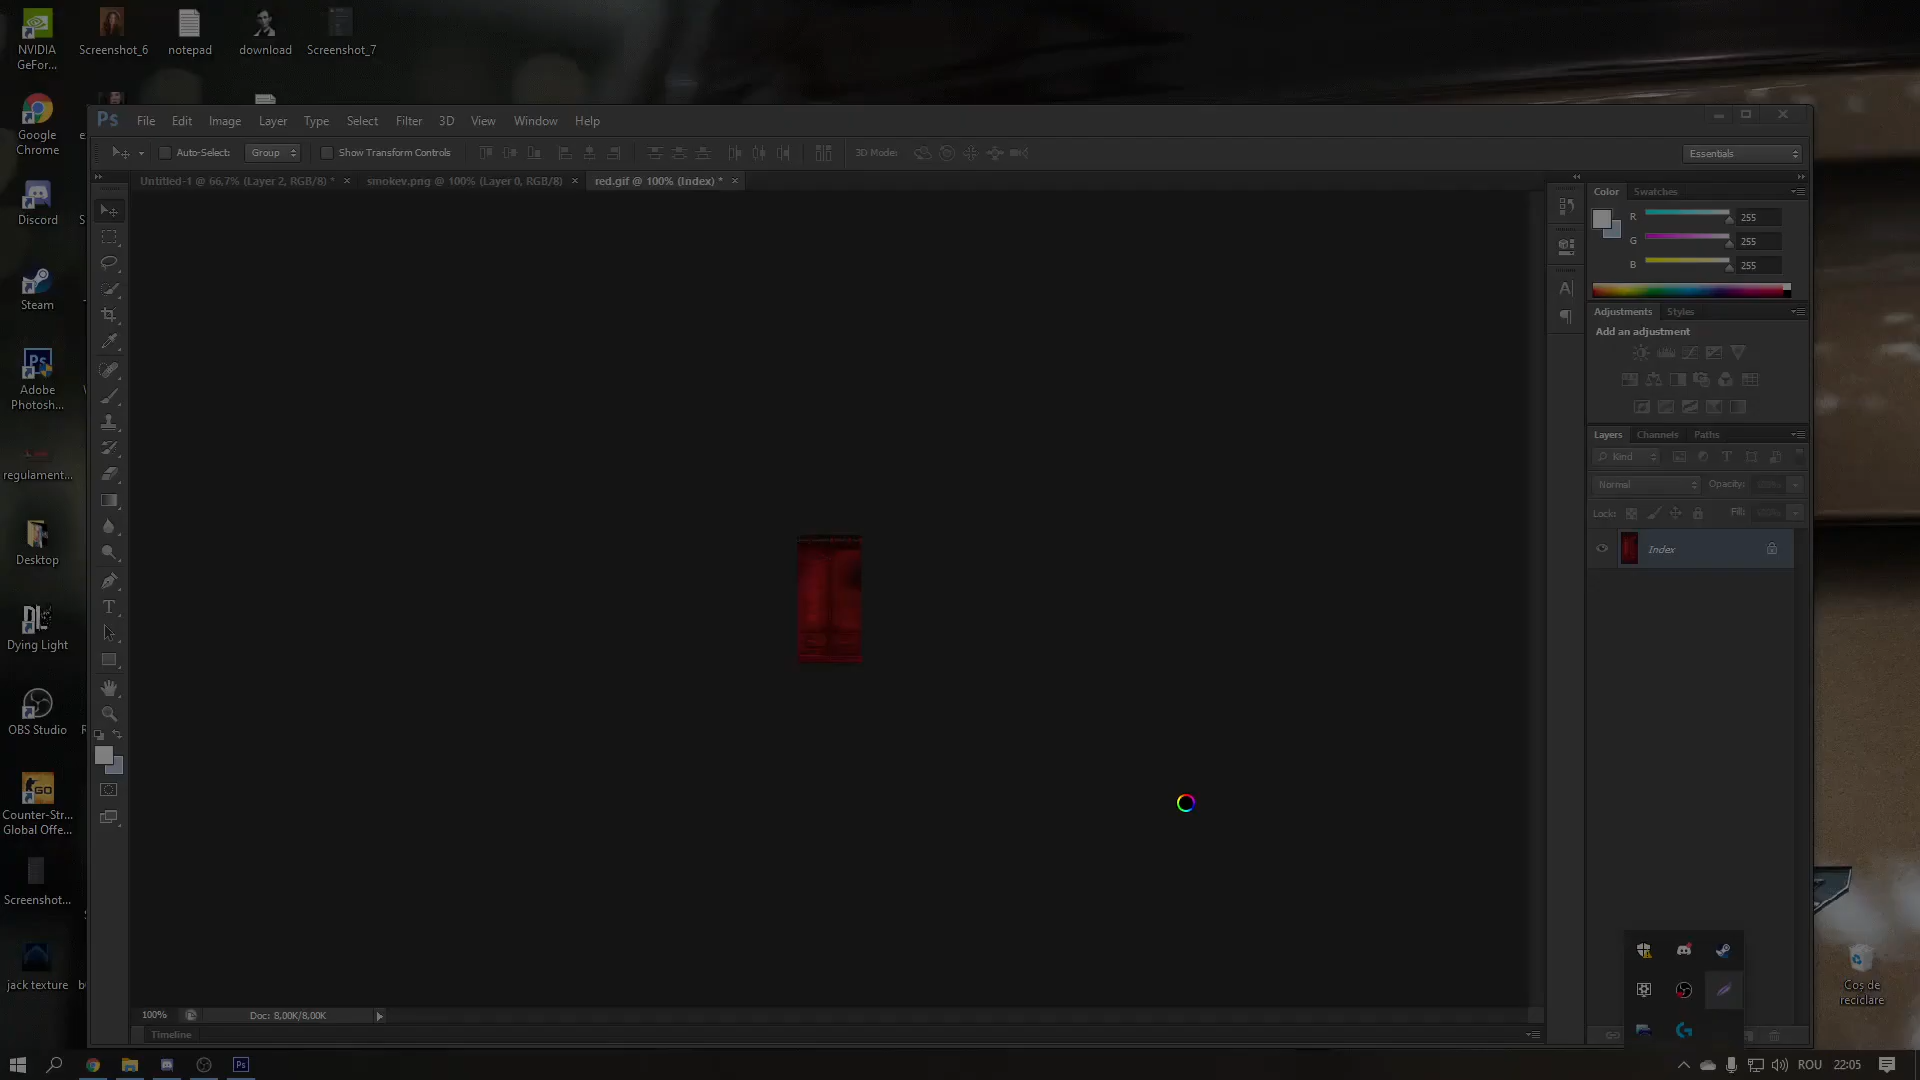 NVIDIA
GeFor...
Screenshot_6
notepad
download
Screenshot_7
Google
Chrome
Discord
Steam
Adobe
Photosh...
regulament...
Desktop
Dying Light
OBS Studio
Counter-Str...
Global Offe...
Screenshot...
jack texture
Ps
File
Edit
Image
Layer
Type
Select
Filter
3D
View
Window
Help
Auto-Select:
Group
Show Transform Controls
3D Mode:
Essentials
Untitled-1 @ 66,7% (Layer 2, RGB/8) *
smokev.png @ 100% (Layer 0, RGB/8)
red.gif @ 100% (Index) *
Color
Swatches
R
255
G
255
B
255
Adjustments
Styles
Add an adjustment
Layers
Channels
Paths
Kind
Normal
Opacity:
Lock:
Fill:
Index
100%
Doc: 8,00K/8,00K
Timeline
Coș de
reciclare
ROU
22:05